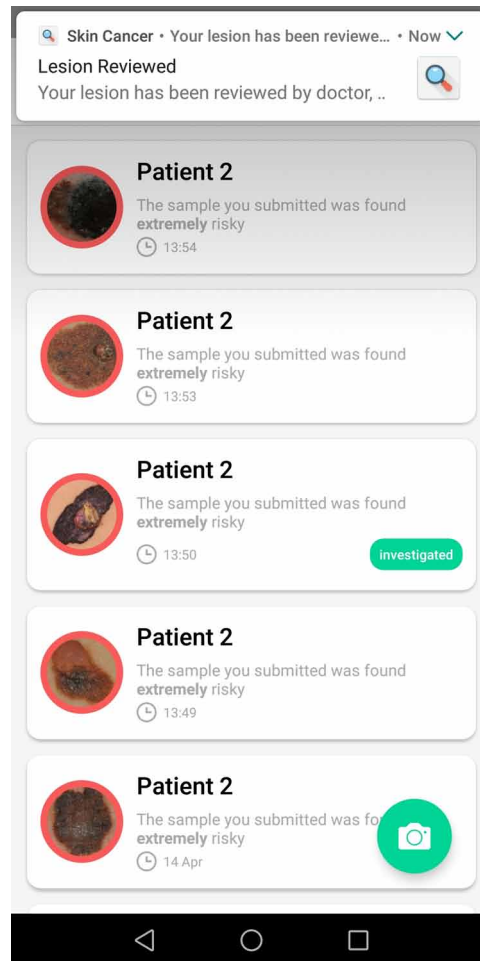 Skin Cancer • Your lesion has been reviewe... • Now
Lesion Reviewed
Your lesion has been reviewed by doctor, ..
Patient 2
The sample you submitted was found
extremely risky
13:54
Patient 2
The sample you submitted was found
extremely risky
13:53
Patient 2
The sample you submitted was found
extremely risky
13:50
investigated
Patient 2
The sample you submitted was found
extremely risky
13:49
Patient 2
The sample you submitted was fo
extremely risky
14 Apr